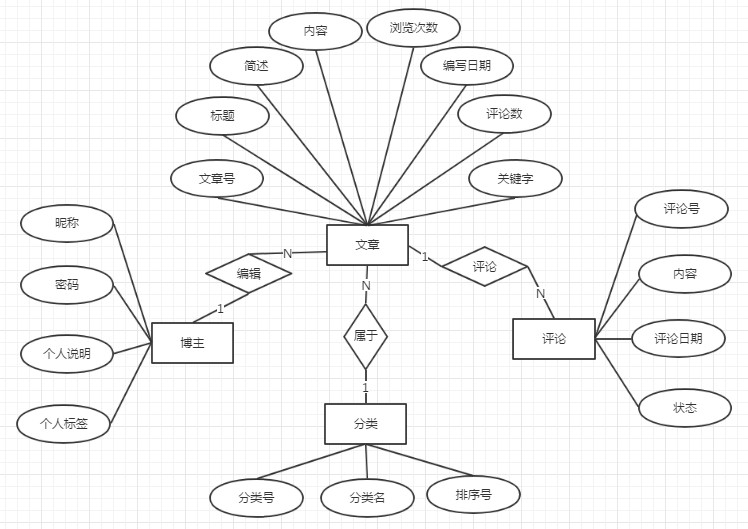 内容
浏览次数
简述
编写日期
标题
评论数
文章号
关键字
昵称
文章
评论号
N
1
编辑
评论
内容
密码
N
N
1
博主
属于
评论
评论日期
个人说明
1
状态
个人标签
分类
分类号
分类名
排序号